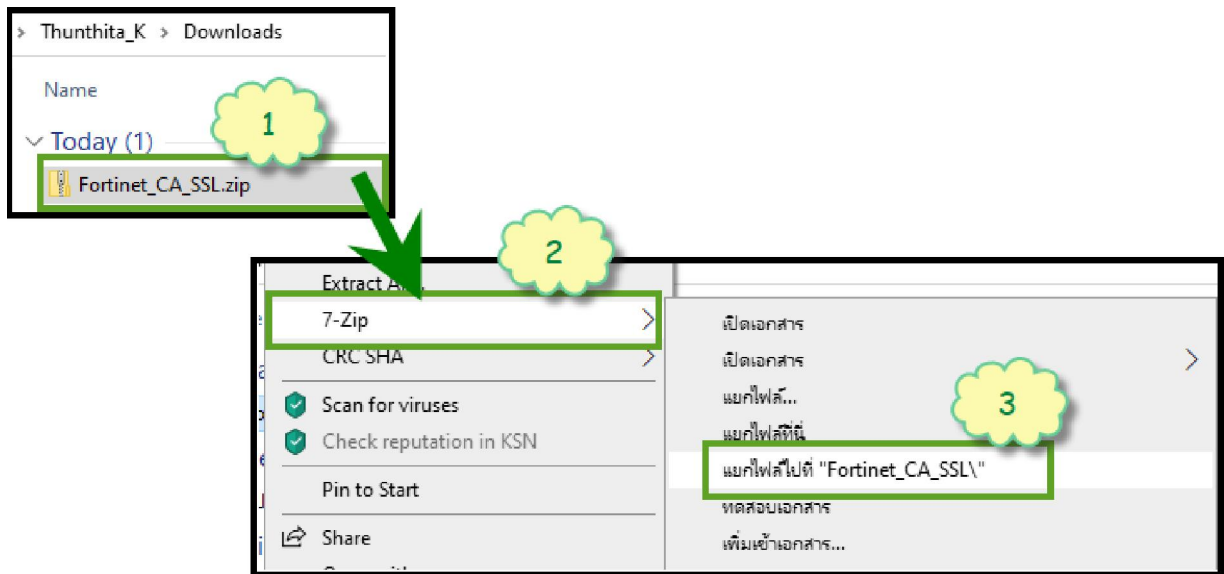 > Thunthita_K > Downloads
Name
Today (1)
1
Fortinet_CA_SSL.zip
2
Extract
7-Zip
CRC SHA
Scan for viruses
Check reputation in KSN
Pin to Start
Share
เปิดเอกสาร
เปิดเอกสาร
แยกไฟล์...
3
แยกไฟล์ที่นี่
แยกไฟล์ไปที่ "Fortinet_CA_SSL\"
ทดสอบเอกสาร
เพิ่มเข้าเอกสาร...